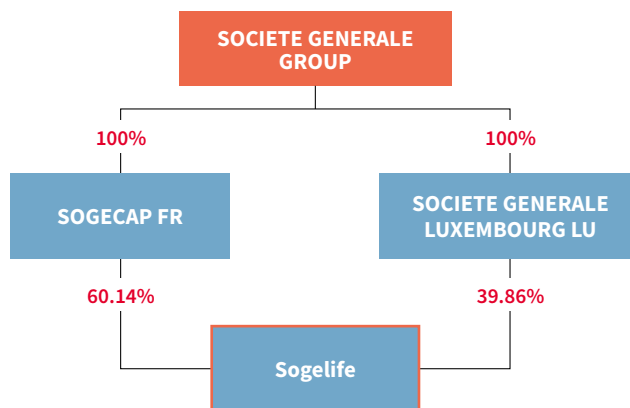 SOCIETE GENERALE
GROUP
100%
100%
SOGECAP FR
SOCIETE GENERALE
LUXEMBOURG LU
60.14%
39.86%
Sogelife